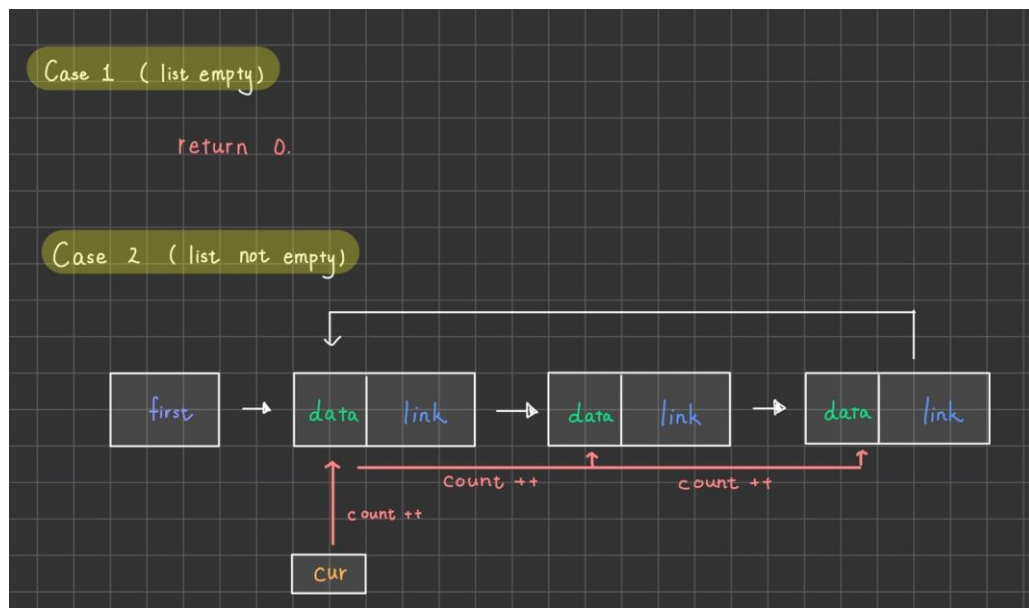 Case 1 ( list empty)
return 0.
Case 2 ( list not empty)
first data link data link data link
count ++ count ++
count ++
cur